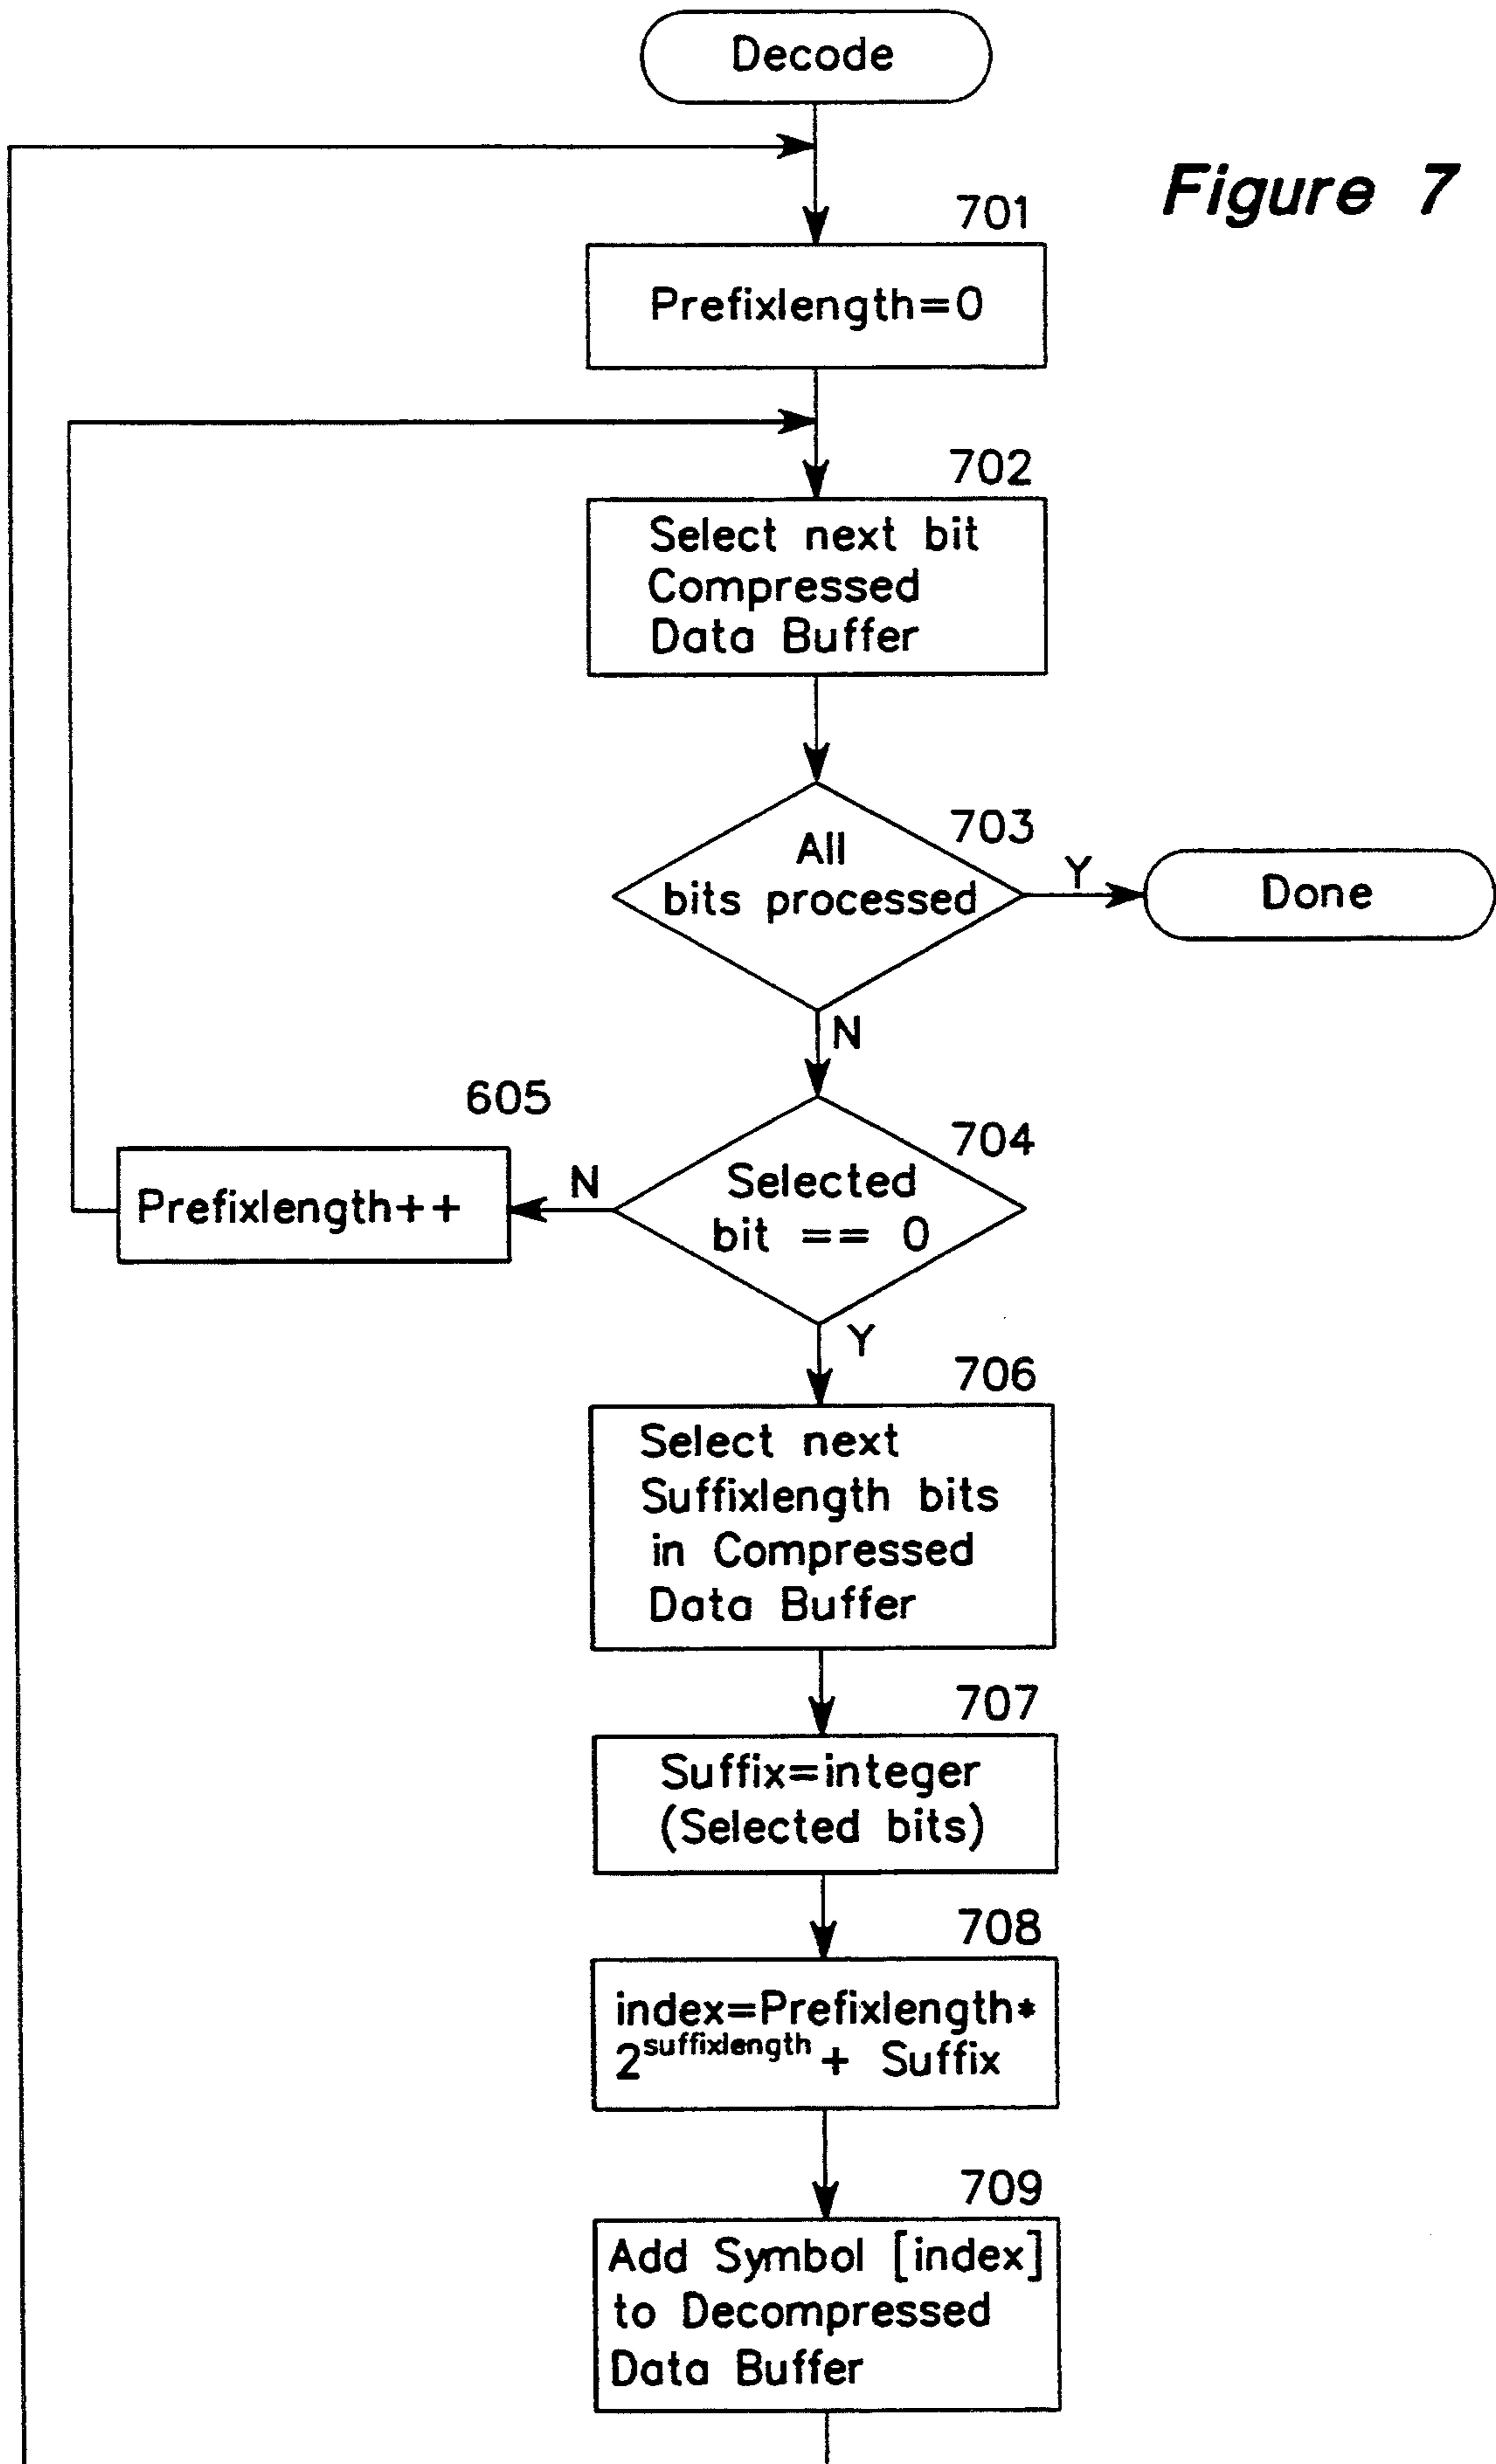 Decode
Figure 7
701
Prefixlength=0
702
Select next bit
Compressed
Data Buffer
703
All
bits processed
Y
Done
N
605
704
Prefixlength++
N
Selected
bit == 0
Y
706
Select next
Suffixlength bits
in Compressed
Data Buffer
707
Suffix=integer
(Selected bits)
708
index=Prefixlength*
2^suffixlength + Suffix
709
Add Symbol [index]
to Decompressed
Data Buffer